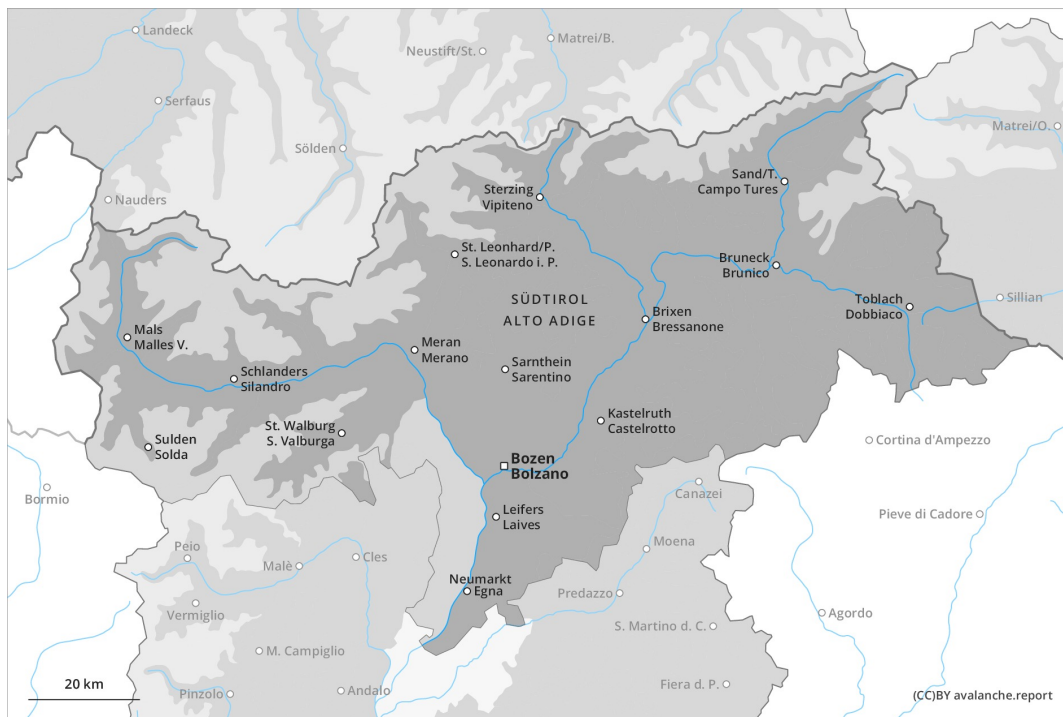 Landeck
Neustift/St.
Matrei/B.
Serfaus
Matrei/O.
Sölden
Sand/T.
Campo Tures
Sterzing
Vipiteno
Nauders
St. Leonhard/P.
S. Leonardo i. P.
Bruneck
Brunico
SÜDTIROL
ALTO ADIGE
Toblach
Dobbiaco
Sillian
Brixen
Bressanone
Mals
Malles V.
Meran
Merano
Sarnthein
Sarentino
Schlanders
Silandro
Kastelruth
Castelrotto
St. Walburg
S. Valburga
Sulden
Solda
Cortina d'Ampezzo
Bozen
Bolzano
Bormio
Canazei
Leifers
Laives
Pieve di Cadore
Peio
Moena
Malè
Cles
Neumarkt
Egna
Predazzo
Vermiglio
Agordo
S. Martino d. C.
M. Campiglio
20 km
Pinzolo
Andalo
Fiera d. P.
(CC)BY avalanche.report